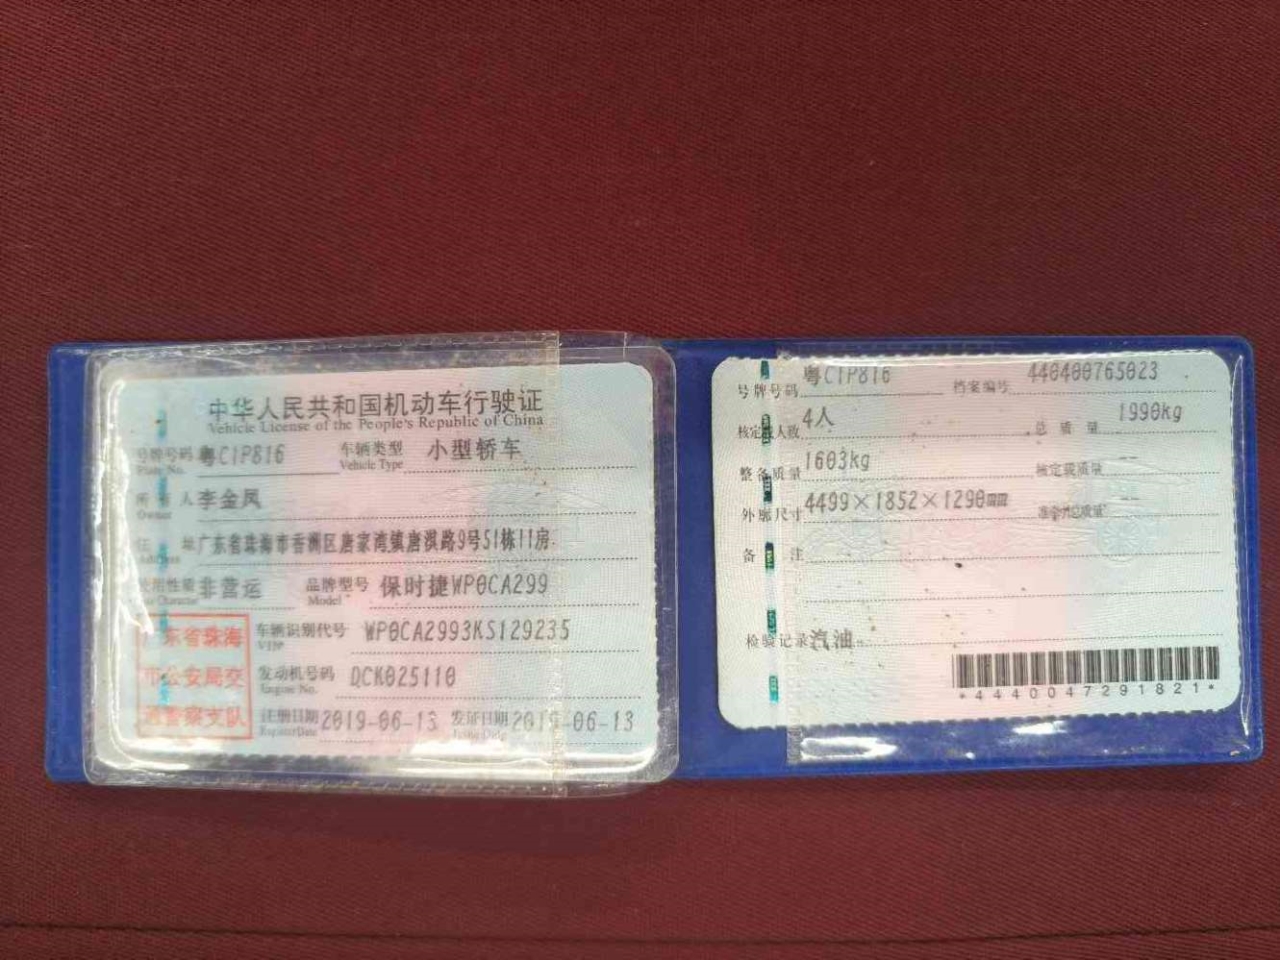 中华人民共和国机动车行驶证
Vehicle License of the People's Republic of China
号牌号码 粤C1P816 车辆类型 小型轿车
Plate No. Vehicle Type
所有人 李金凤
Owner
住址 广东省珠海市香洲区唐家湾镇唐淇路9号51栋11房
Address
使用性质 非营运 品牌型号 保时捷WP0CA299
Use Character Model
广东省珠海
市公安局交
通警察支队
车辆识别代号 WP0CA2993KS129235
VIN
发动机号码 DCK025110
Engine No.
注册日期 2019-06-13 发证日期 2019-06-13
Register Date Issue Date
号牌号码 粤C1P816 档案编号 440400765023
核定载人数 4人 总质量 1990kg
整备质量 1603kg 核定载质量 --
外廓尺寸 4499×1852×1290mm 准牵引总质量 --
备注
检验记录 汽油
*4440047291821*